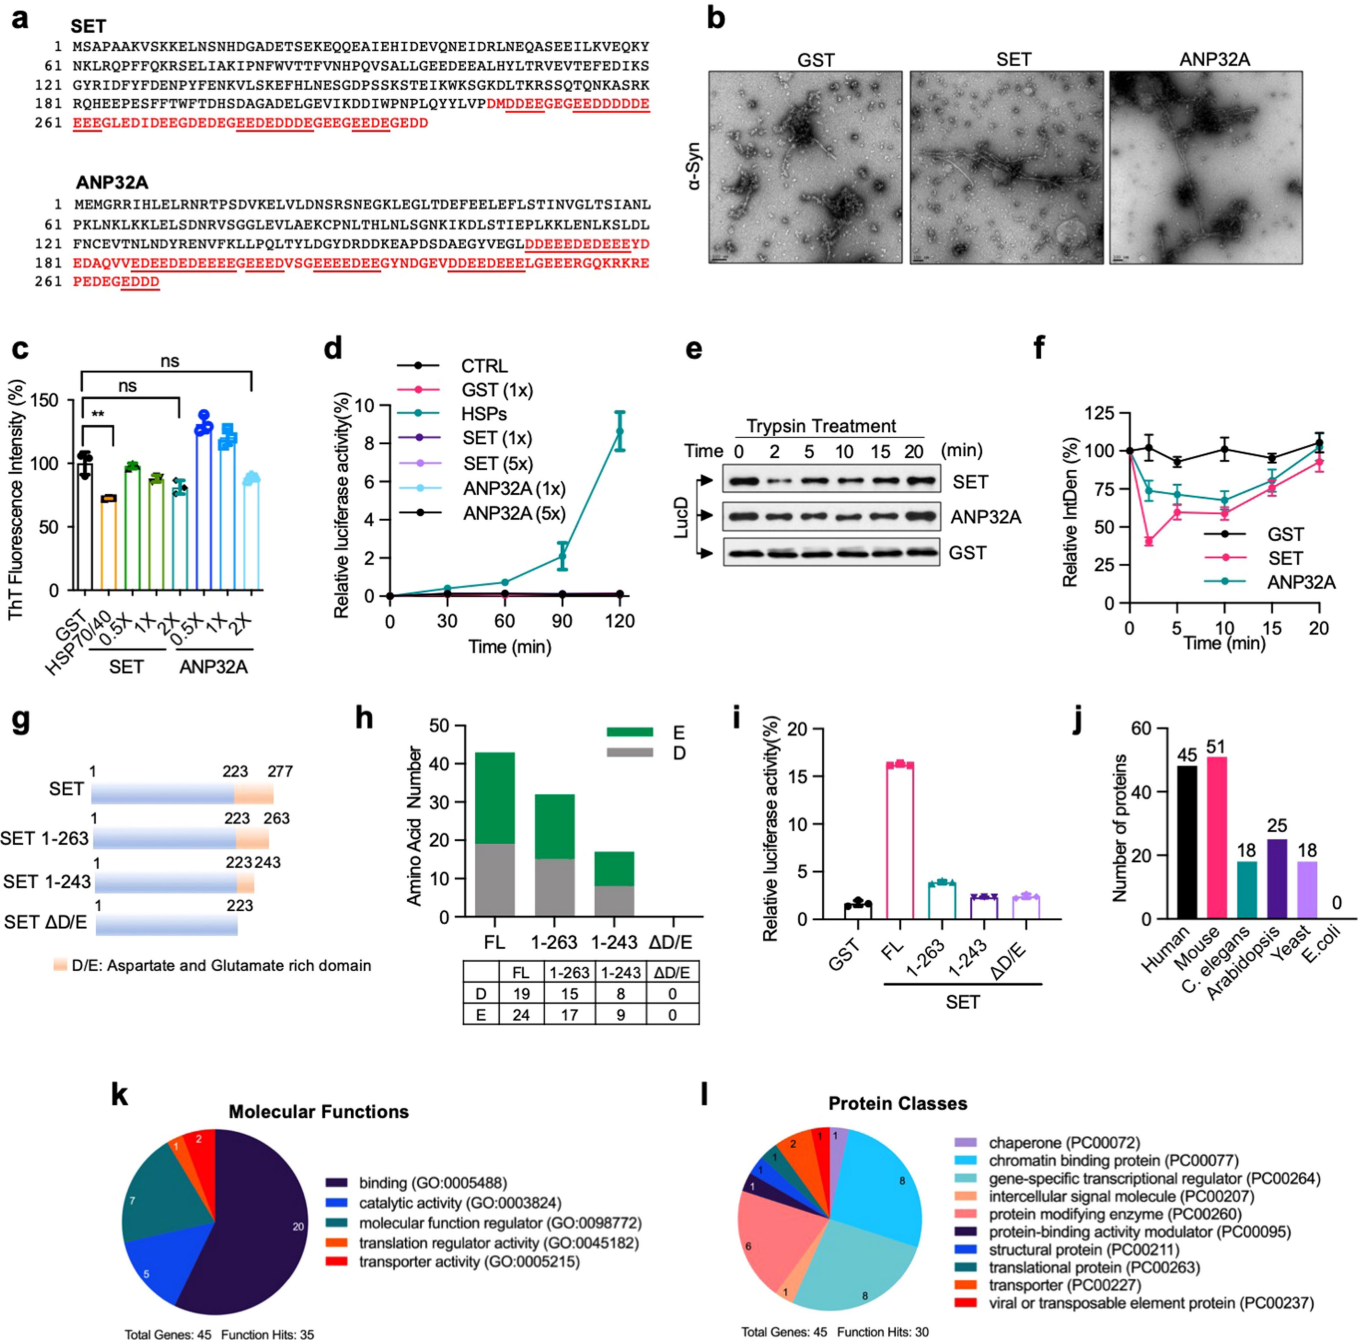 a
SET
1 MSAPAAKVSKKELNSNHDGADETSEKEQQEAIEHIDEVQNEIDRLNEQASEEILKVEQKY
61 NKLRQPFFQKRSELIAKIPNFWVTTFVNHPQVSALLGEEDEEALHYLTRVEVTEFEDIKS
121 GYRIDFYFDENPYFENKVLSKEFHLNESGDPSSKSTEIKWKSGKDLTKRSSQTQNKASRK
181 RQHEEPESFFTWFTDHSDAGADELGEVIKDDIWPNPLQYYLVPDMDDEEGEGEEDDDDDE
261 EEEGLEDIDEEGDEDEGEEDEDDDEGEEGEEDEGEDD
ANP32A
1 MEMGRRIHLELRNRTPSDVKELVLDNSRSNEGKLEGLTDEFEELEFLSTINVGLTSIANL
61 PKLNKLKKLELSDNRVSGGLEVLAEKCPNLTHLNLSGNKIKDLSTIEPLKKLENLKSLDL
121 FNCEVTNLNDYRENVFKLLPQLTYLDGYDRDDKEAPDSDAEGYVEGLDDEEEDEDEEEYD
181 EDAQVVEDEEDEDEEEEGEEEDVSGEEEEDEEGYNDGEVDDEEDEEELGEEERGQKRKRE
261 PEDEGEDDD
b
GST SET ANP32A
α-Syn
c
ThT Fluorescence Intensity (%)
ns
ns
**
150
100
50
0
GST HSP70/40 0.5X 1X 2X 0.5X 1X 2X
SET ANP32A
d
Relative luciferase activity(%)
CTRL
GST (1x)
HSPs
SET (1x)
SET (5x)
ANP32A (1x)
ANP32A (5x)
10
8
6
4
2
0
0 30 60 90 120
Time (min)
e
Trypsin Treatment
Time 0 2 5 10 15 20 (min)
LucD
SET
ANP32A
GST
f
Relative IntDen (%)
125
100
75
50
25
0
GST
SET
ANP32A
0 5 10 15 20
Time (min)
g
1 223 277
SET
1 223 263
SET 1-263
1 223 243
SET 1-243
1 223
SET ΔD/E
D/E: Aspartate and Glutamate rich domain
h
Amino Acid Number
50
40
30
20
10
0
E
D
FL 1-263 1-243 ΔD/E
FL 1-263 1-243 ΔD/E
D 19 15 8 0
E 24 17 9 0
i
Relative luciferase activity(%)
20
15
10
5
0
GST FL 1-263 1-243 ΔD/E
SET
j
Number of proteins
60
40
20
0
45 51 18 25 18 0
Human Mouse C. elegans Arabidopsis Yeast E.coli
k
Molecular Functions
1 2
7
20
5
binding (GO:0005488)
catalytic activity (GO:0003824)
molecular function regulator (GO:0098772)
translation regulator activity (GO:0045182)
transporter activity (GO:0005215)
Total Genes: 45 Function Hits: 35
l
Protein Classes
2 1 1
1
1
1
8
6
1
8
chaperone (PC00072)
chromatin binding protein (PC00077)
gene-specific transcriptional regulator (PC00264)
intercellular signal molecule (PC00207)
protein modifying enzyme (PC00260)
protein-binding activity modulator (PC00095)
structural protein (PC00211)
translational protein (PC00263)
transporter (PC00227)
viral or transposable element protein (PC00237)
Total Genes: 45 Function Hits: 30